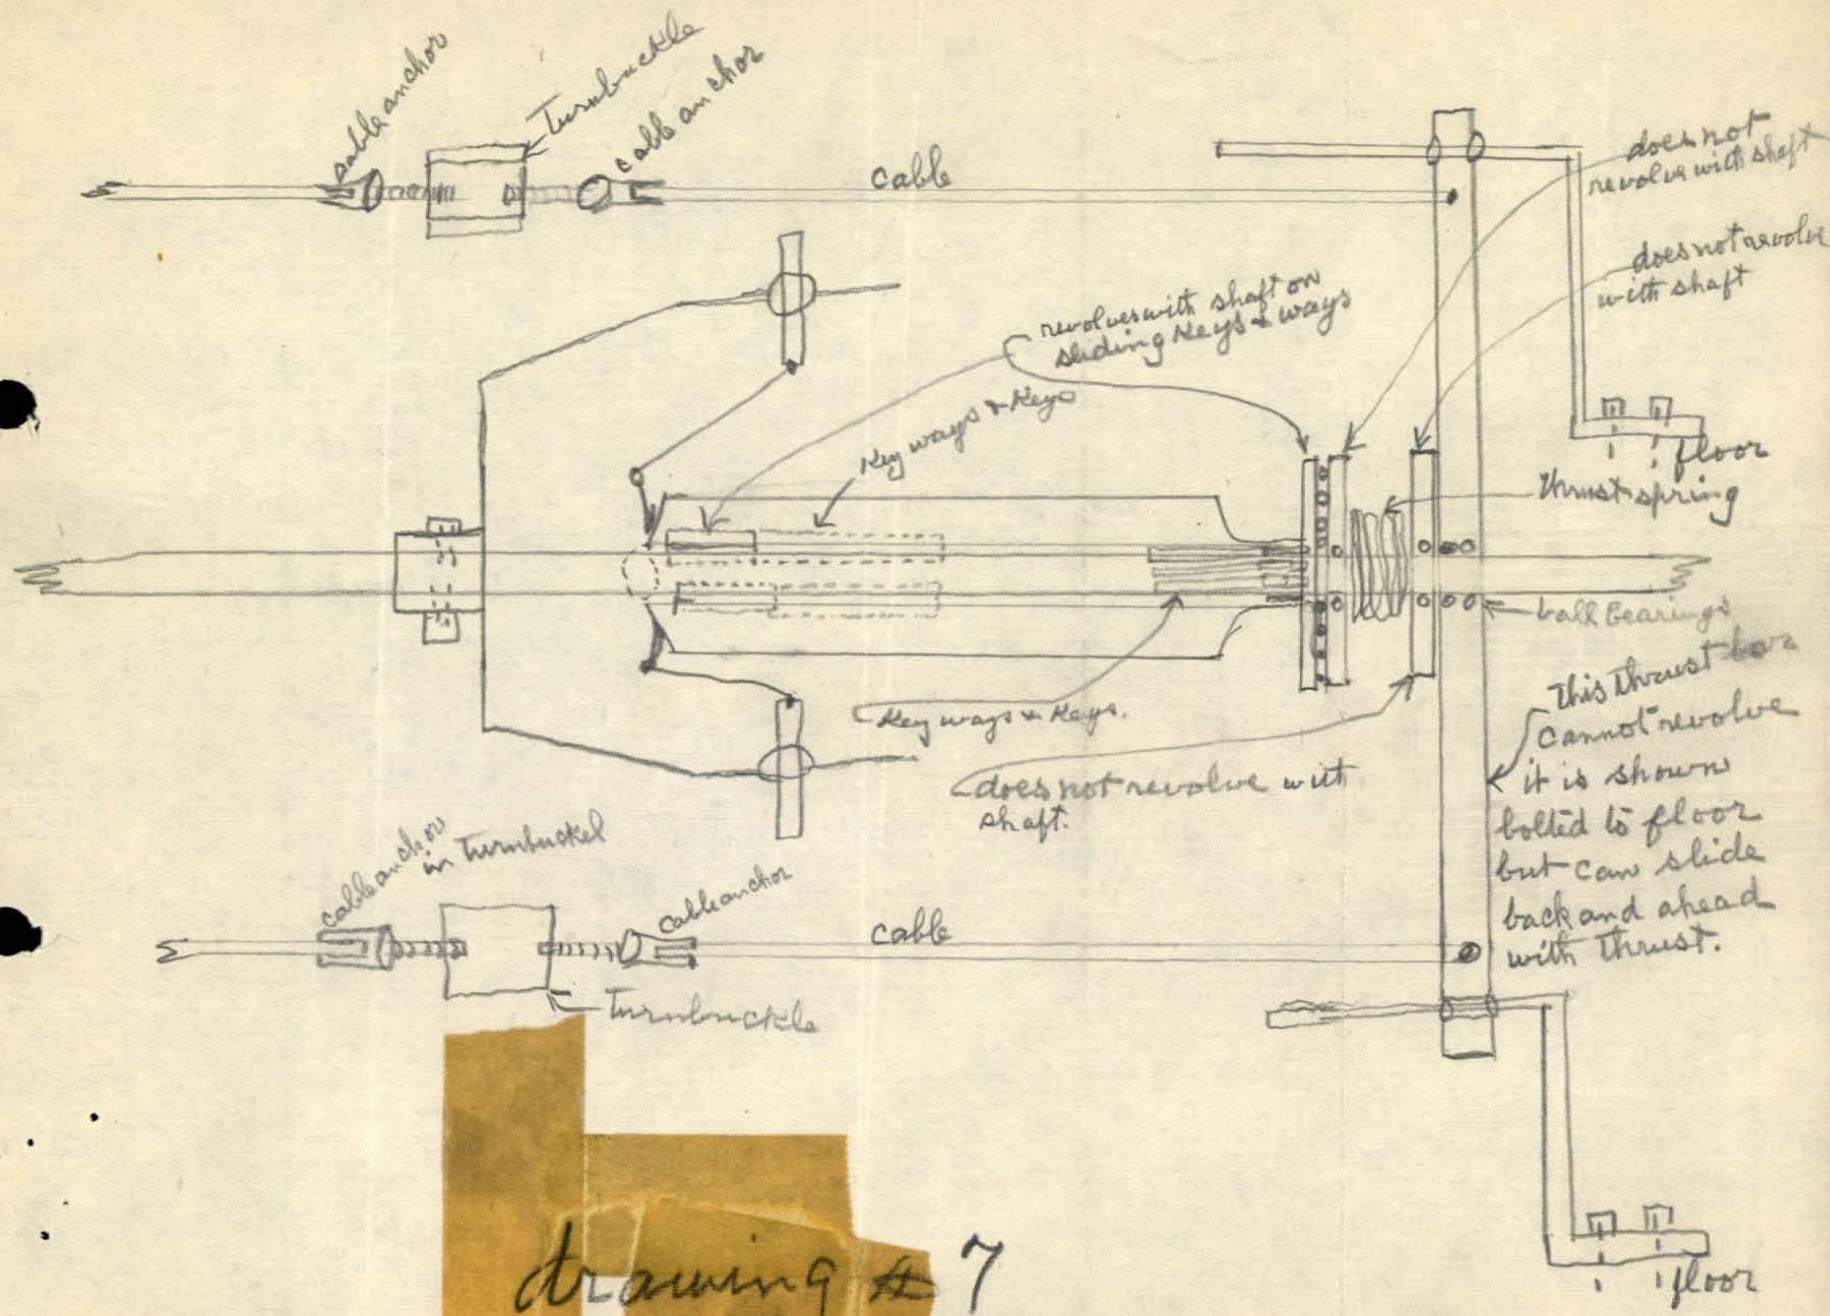 cable anchor
Turnbuckle
cable anchor
cable
does not
revolve with shaft
does not revolve
with shaft
revolves with shaft on
sliding Keys & ways
Key ways & Keys
floor
thrust spring
ball bearings
This thrust bar
cannot revolve
it is shown
bolted to floor
but can slide
back and ahead
with thrust.
Key ways & Keys.
does not revolve with
shaft.
cable anchor
in Turnbuckel
cable anchor
cable
Turnbuckle
floor
drawing # 7